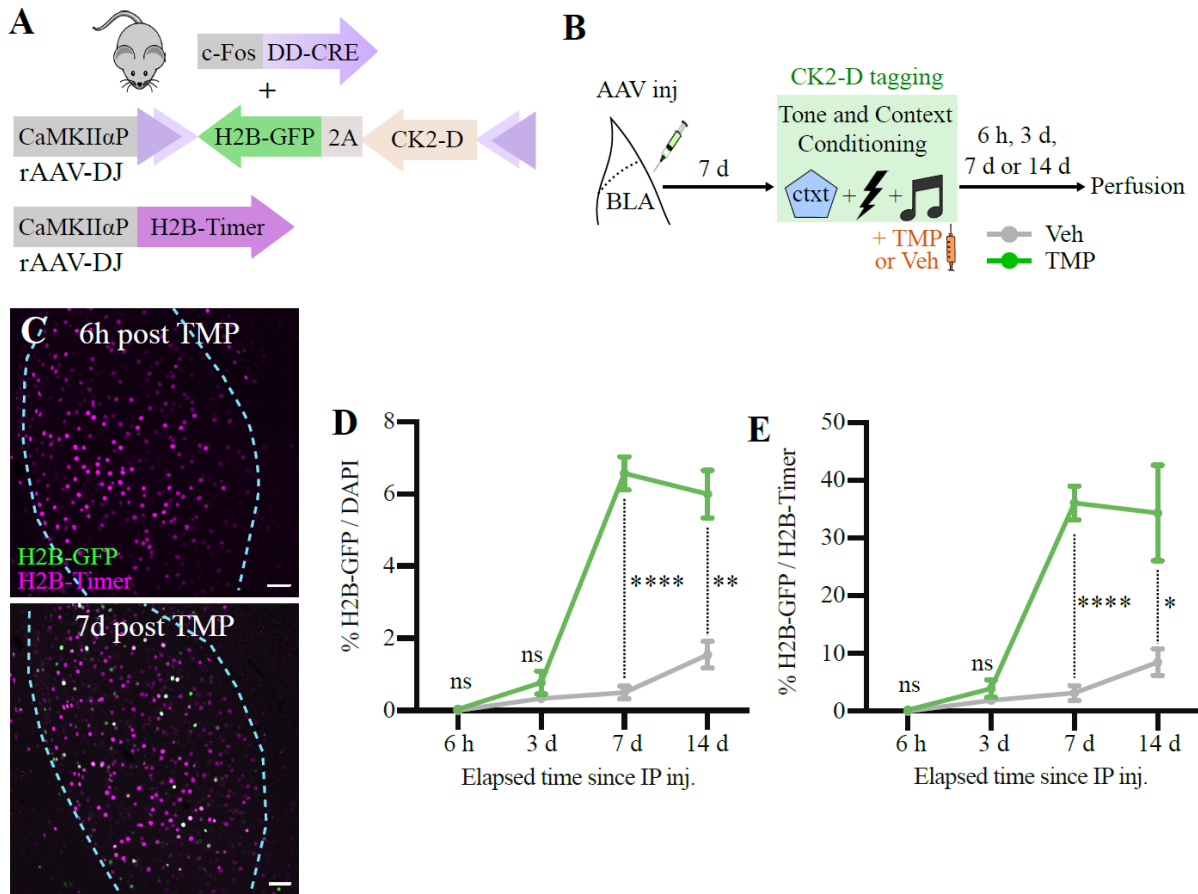 A
c-Fos DD-CRE
+
CaMKIIαP H2B-GFP 2A CK2-D
rAAV-DJ
CaMKIIαP H2B-Timer
rAAV-DJ
B
CK2-D tagging
AAV inj
Tone and Context
Conditioning
6 h, 3 d,
7 d or 14 d
7 d
BLA
ctxt + +
Perfusion
+ TMP
or Veh
Veh
TMP
C
6h post TMP
H2B-GFP
H2B-Timer
7d post TMP
D
% H2B-GFP / DAPI
8
6
4
2
0
ns
ns
****
**
6 h 3 d 7 d 14 d
Elapsed time since IP inj.
E
% H2B-GFP / H2B-Timer
50
40
30
20
10
0
ns
ns
****
*
6 h 3 d 7 d 14 d
Elapsed time since IP inj.